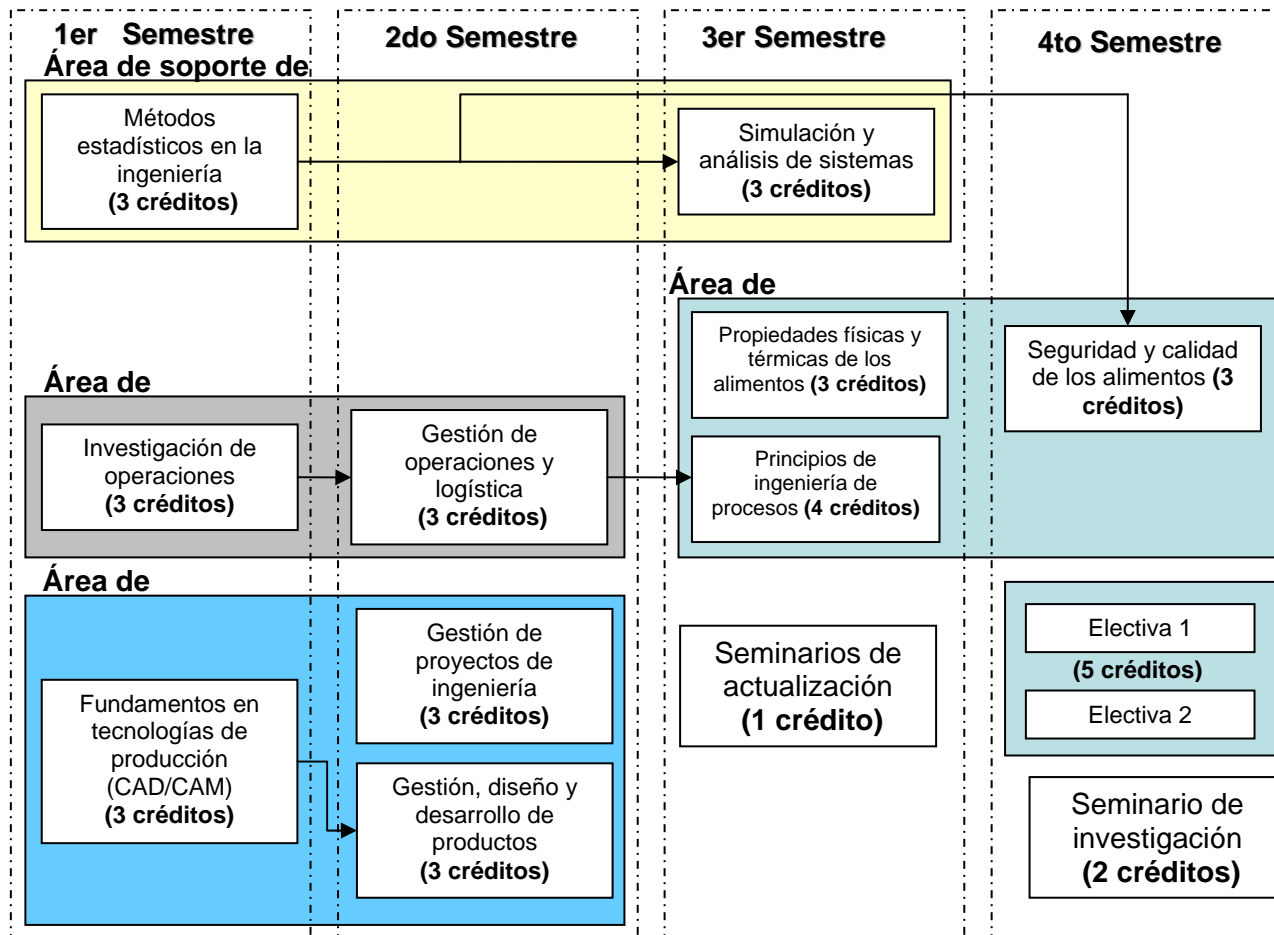 1er Semestre
2do Semestre
3er Semestre
4to Semestre
Área de soporte de
Métodos
estadísticos en la
ingeniería
(3 créditos)
Simulación y
análisis de sistemas
(3 créditos)
Área de
Propiedades físicas y
térmicas de los
alimentos (3 créditos)
Seguridad y calidad
de los alimentos (3
créditos)
Área de
Investigación de
operaciones
(3 créditos)
Gestión de
operaciones y
logística
(3 créditos)
Principios de
ingeniería de
procesos (4 créditos)
Área de
Fundamentos en
tecnologías de
producción
(CAD/CAM)
(3 créditos)
Gestión de
proyectos de
ingeniería
(3 créditos)
Gestión, diseño y
desarrollo de
productos
(3 créditos)
Seminarios de
actualización
(1 crédito)
Electiva 1
(5 créditos)
Electiva 2
Seminario de
investigación
(2 créditos)